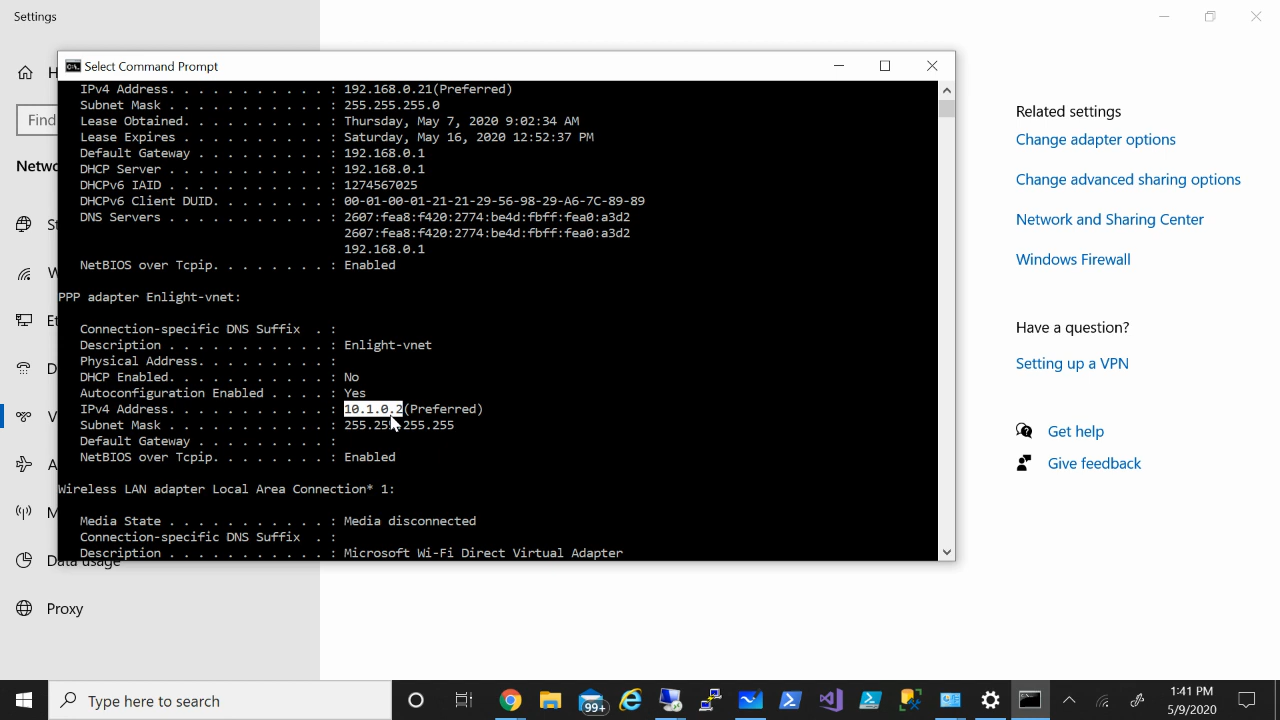 Settings
Select Command Prompt
H
Find
Netwo
St
W
Et
D
V
A
M
Data usage
Proxy
IPv4 Address. . . . . . . . . . . : 192.168.0.21(Preferred)
Subnet Mask . . . . . . . . . . . : 255.255.255.0
Lease Obtained. . . . . . . . . . : Thursday, May 7, 2020 9:02:34 AM
Lease Expires . . . . . . . . . . : Saturday, May 16, 2020 12:52:37 PM
Default Gateway . . . . . . . . . : 192.168.0.1
DHCP Server . . . . . . . . . . . : 192.168.0.1
DHCPv6 IAID . . . . . . . . . . . : 1274567025
DHCPv6 Client DUID. . . . . . . . : 00-01-00-01-21-21-29-56-98-29-A6-7C-89-89
DNS Servers . . . . . . . . . . . : 2607:fea8:f420:2774:be4d:fbff:fea0:a3d2
2607:fea8:f420:2774:be4d:fbff:fea0:a3d2
192.168.0.1
NetBIOS over Tcpip. . . . . . . . : Enabled
PPP adapter Enlight-vnet:
Connection-specific DNS Suffix . :
Description . . . . . . . . . . . : Enlight-vnet
Physical Address. . . . . . . . . :
DHCP Enabled. . . . . . . . . . . : No
Autoconfiguration Enabled . . . . : Yes
IPv4 Address. . . . . . . . . . . : 10.1.0.2(Preferred)
Subnet Mask . . . . . . . . . . . : 255.255.255.255
Default Gateway . . . . . . . . . :
NetBIOS over Tcpip. . . . . . . . : Enabled
Wireless LAN adapter Local Area Connection* 1:
Media State . . . . . . . . . . . : Media disconnected
Connection-specific DNS Suffix . :
Description . . . . . . . . . . . : Microsoft Wi-Fi Direct Virtual Adapter
Related settings
Change adapter options
Change advanced sharing options
Network and Sharing Center
Windows Firewall
Have a question?
Setting up a VPN
Get help
Give feedback
Type here to search
99+
1:41 PM
5/9/2020